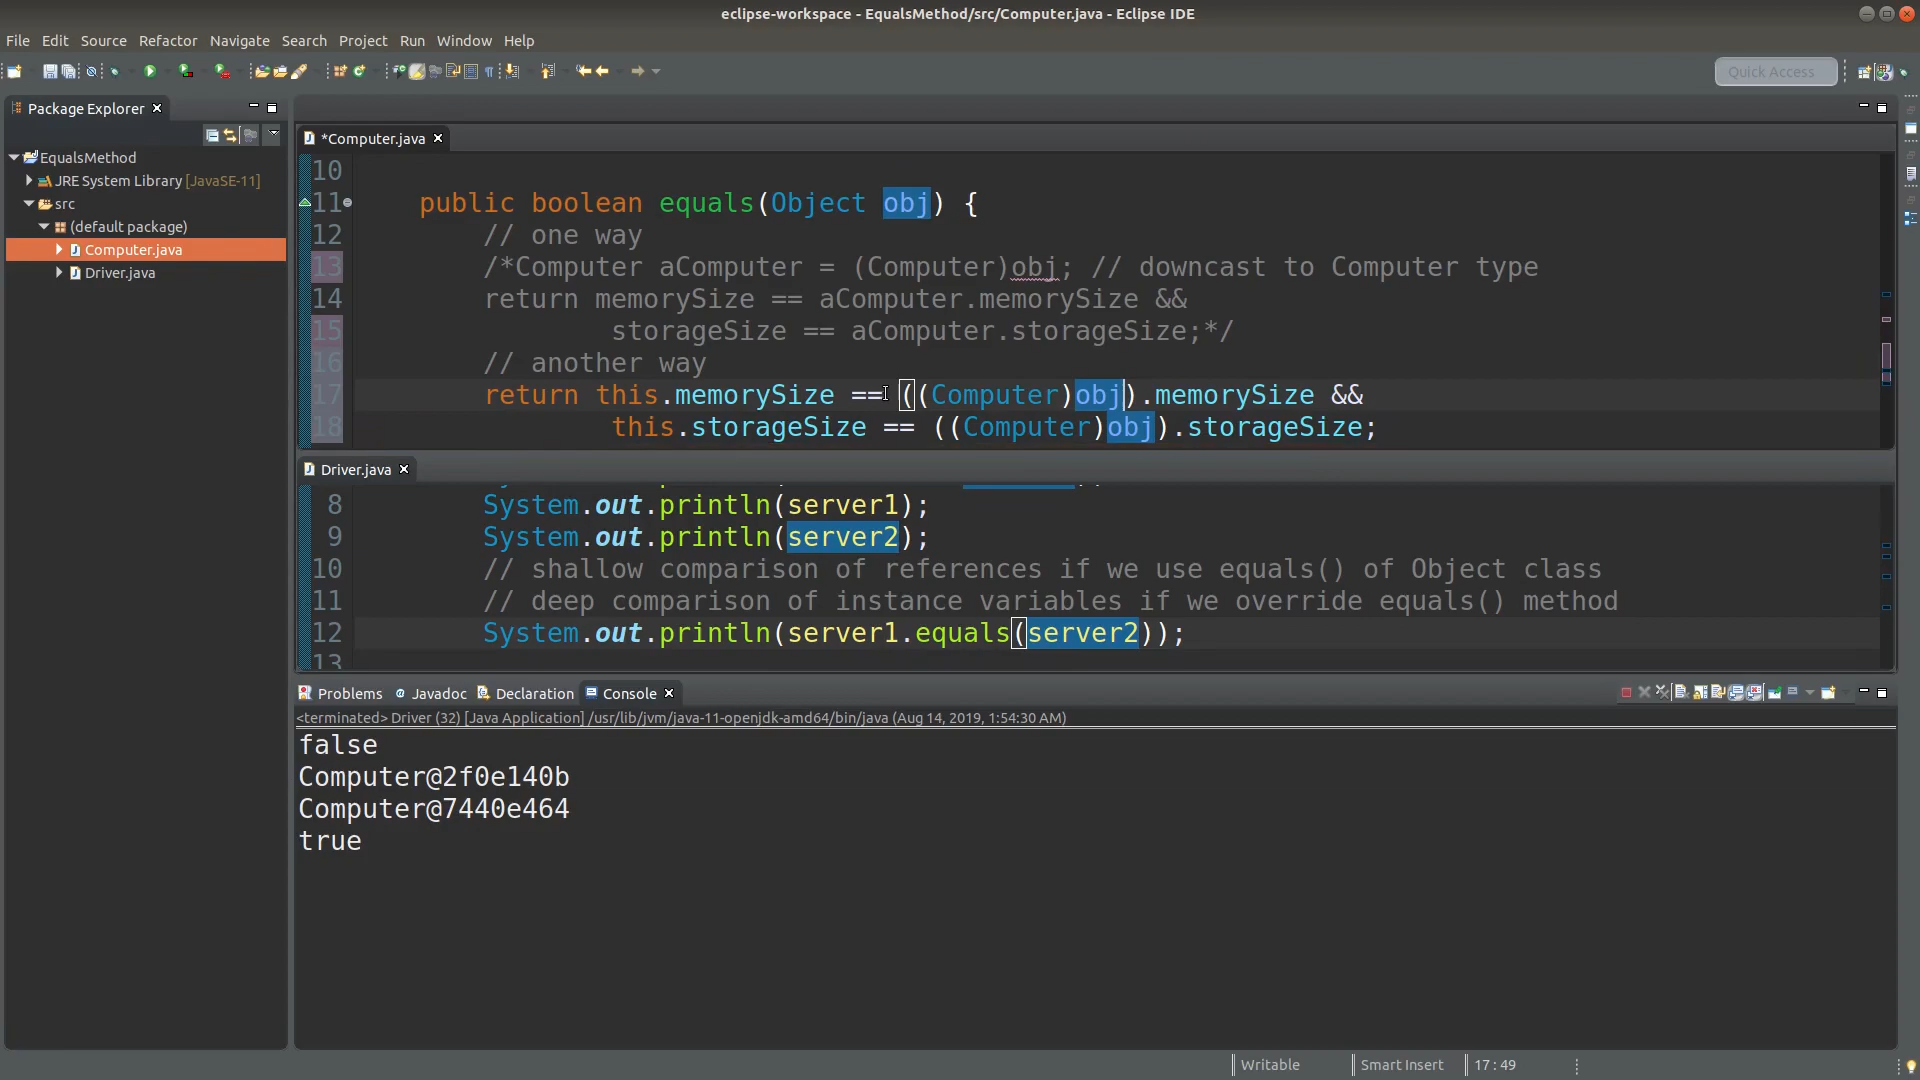 eclipse-workspace - EqualsMethod/src/Computer.java - Eclipse IDE
File Edit Source Refactor Navigate Search Project Run Window Help
Quick Access
Package Explorer
EqualsMethod
JRE System Library [JavaSE-11]
src
(default package)
Computer.java
Driver.java
*Computer.java
10
11 public boolean equals(Object obj) {
12 // one way
13 /*Computer aComputer = (Computer)obj; // downcast to Computer type
14 return memorySize == aComputer.memorySize &&
15 storageSize == aComputer.storageSize;*/
16 // another way
17 return this.memorySize == ((Computer)obj).memorySize &&
18 this.storageSize == ((Computer)obj).storageSize;
Driver.java
8 System.out.println(server1);
9 System.out.println(server2);
10 // shallow comparison of references if we use equals() of Object class
11 // deep comparison of instance variables if we override equals() method
12 System.out.println(server1.equals(server2));
13
Problems Javadoc Declaration Console
<terminated> Driver (32) [Java Application] /usr/lib/jvm/java-11-openjdk-amd64/bin/java (Aug 14, 2019, 1:54:30 AM)
false
Computer@2f0e140b
Computer@7440e464
true
Writable Smart Insert 17 : 49